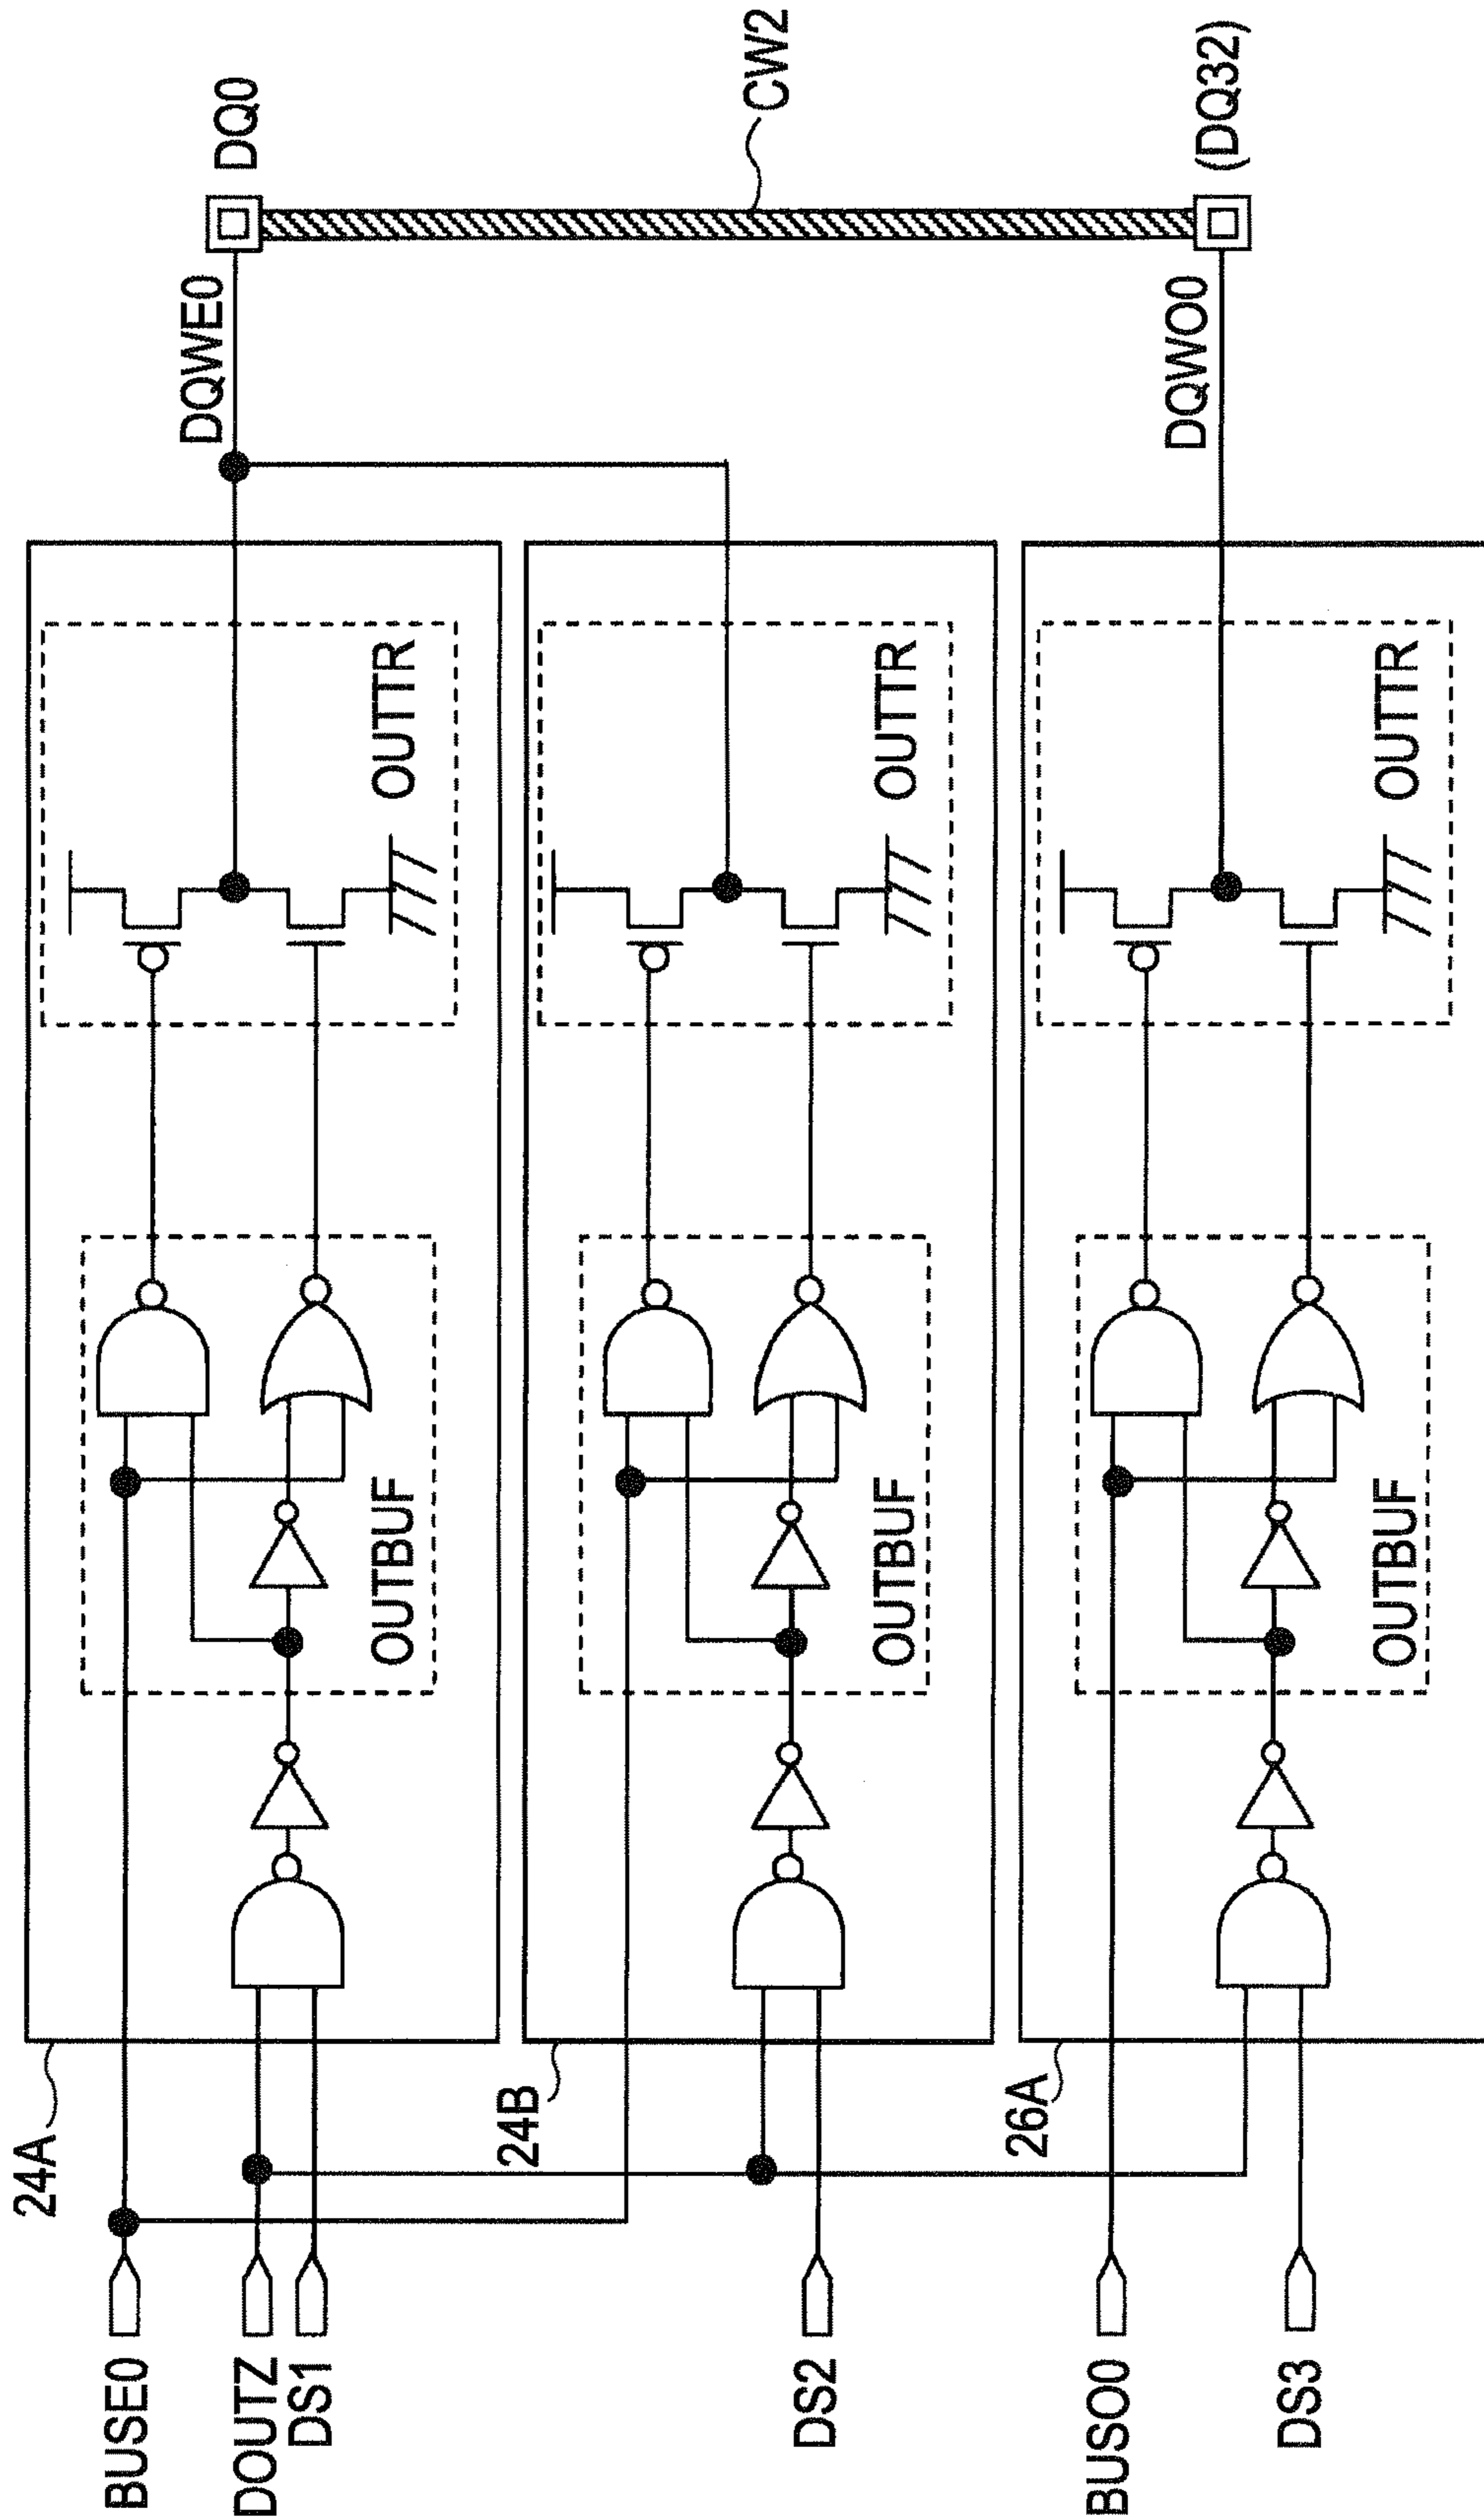 BUSE0
DOUTZ
DS1
24A
OUTBUF
OUTTR
DQWE0
DQ0
DS2
24B
OUTBUF
OUTTR
CW2
BUSO0
DS3
26A
OUTBUF
OUTTR
DQWO0
(DQ32)